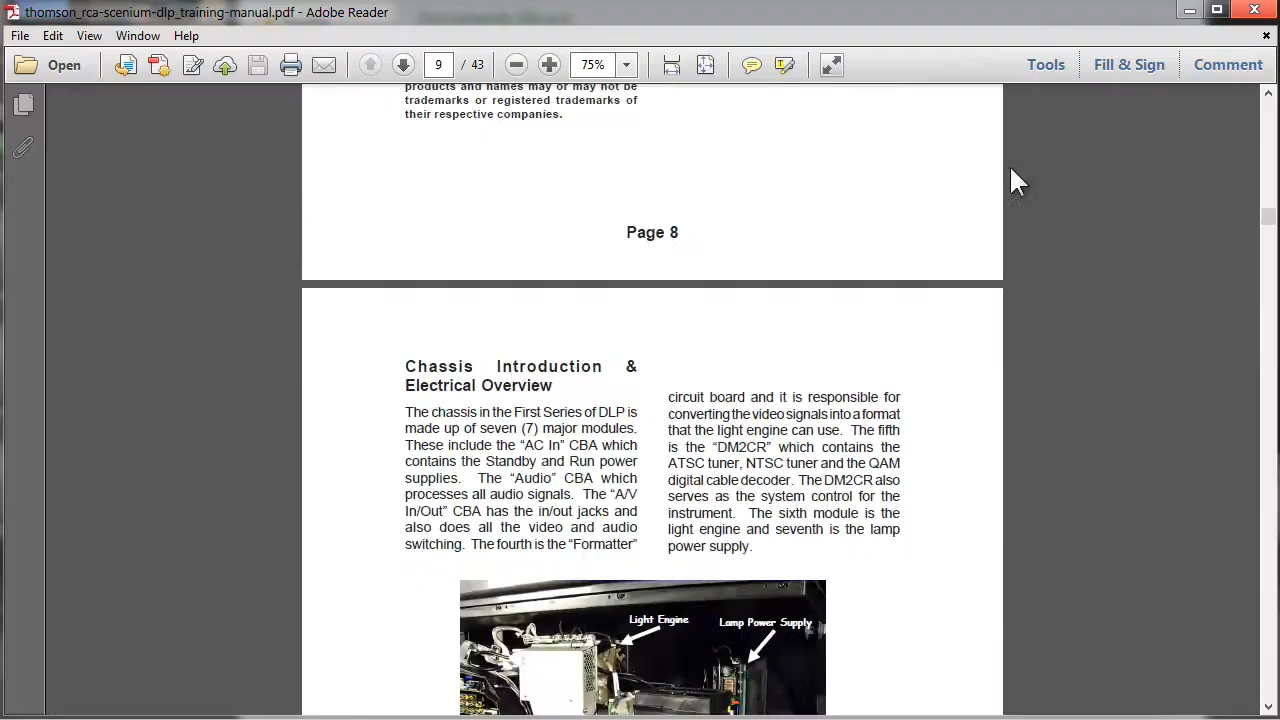 thomson_rca-scenium-dlp_training-manual.pdf - Adobe Reader
File Edit View Window Help
Open
9 / 43
75%
Tools
Fill & Sign
Comment
products and names may or may not be
trademarks or registered trademarks of
their respective companies.
Page 8
Chassis Introduction &
Electrical Overview
The chassis in the First Series of DLP is
made up of seven (7) major modules.
These include the “AC In” CBA which
contains the Standby and Run power
supplies. The “Audio” CBA which
processes all audio signals. The “A/V
In/Out” CBA has the in/out jacks and
also does all the video and audio
switching. The fourth is the “Formatter”
circuit board and it is responsible for
converting the video signals into a format
that the light engine can use. The fifth
is the “DM2CR” which contains the
ATSC tuner, NTSC tuner and the QAM
digital cable decoder. The DM2CR also
serves as the system control for the
instrument. The sixth module is the
light engine and seventh is the lamp
power supply.
Light Engine
Lamp Power Supply